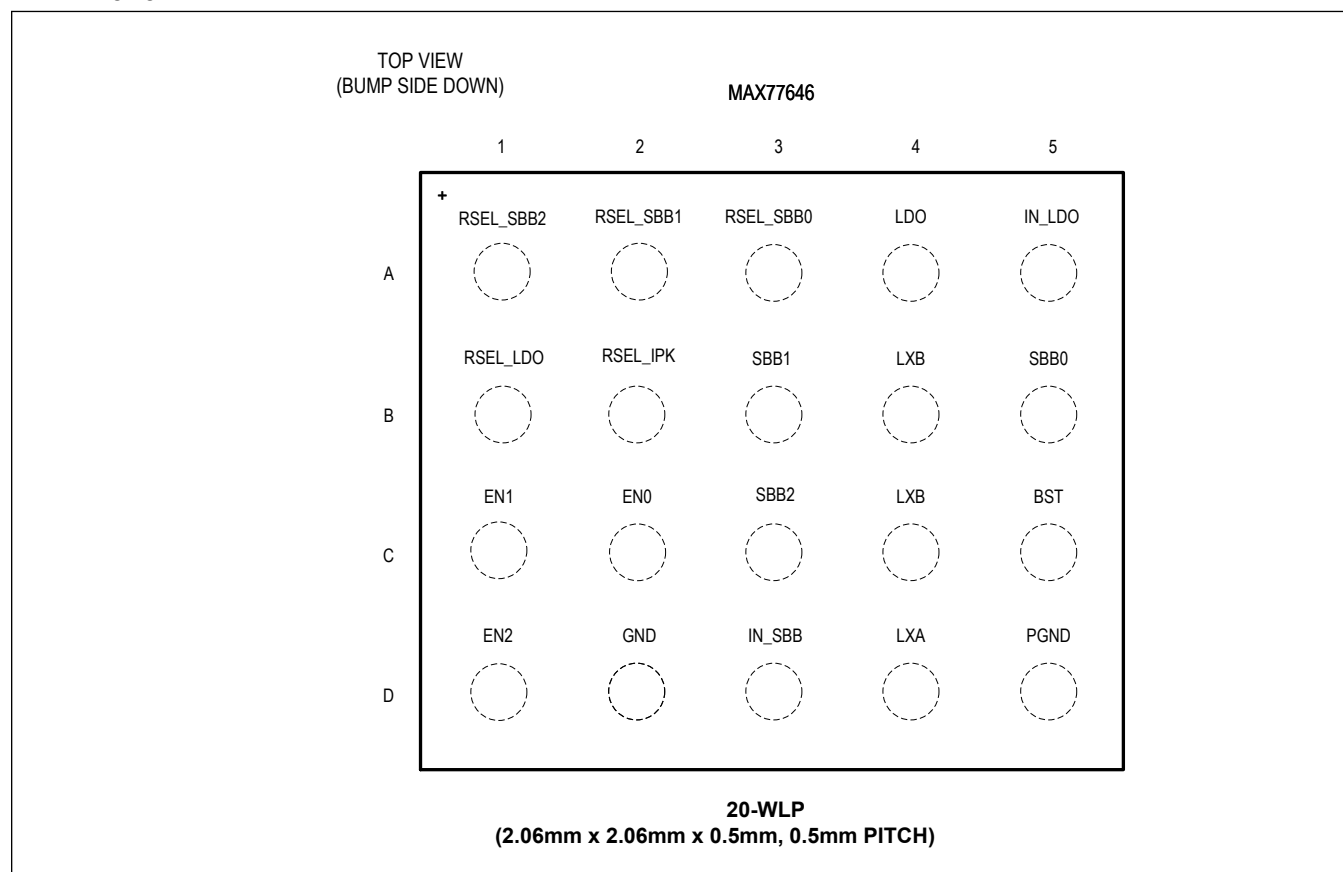 TOP VIEW
(BUMP SIDE DOWN)
MAX77646
1 2 3 4 5
+
RSEL_SBB2 RSEL_SBB1 RSEL_SBB0 LDO IN_LDO
A
RSEL_LDO RSEL_IPK SBB1 LXB SBB0
B
EN1 EN0 SBB2 LXB BST
C
EN2 GND IN_SBB LXA PGND
D
20-WLP
(2.06mm x 2.06mm x 0.5mm, 0.5mm PITCH)